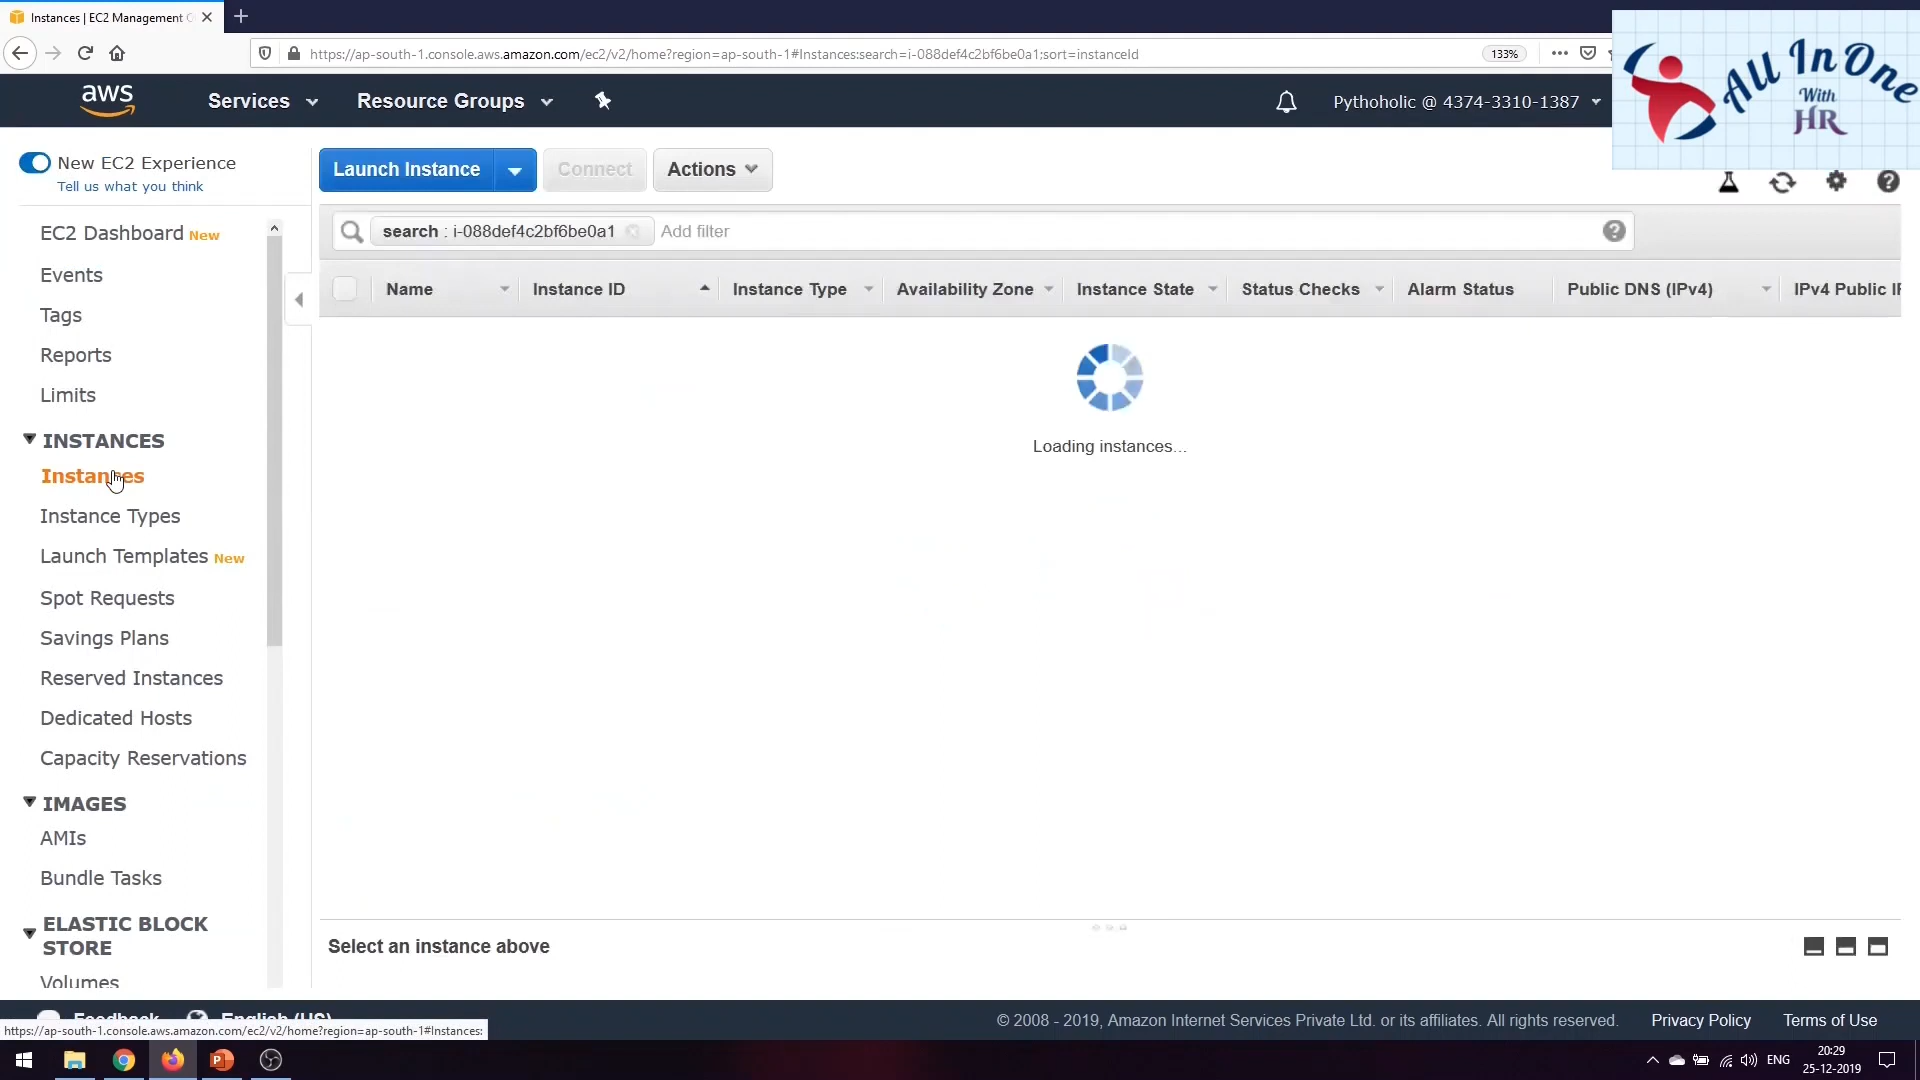 Instances | EC2 Management C
https://ap-south-1.console.aws.amazon.com/ec2/v2/home?region=ap-south-1#Instances:search=i-088def4c2bf6be0a1;sort=instanceId
133%
All In One
With
HR
aws
Services
Resource Groups
Pythoholic @ 4374-3310-1387
New EC2 Experience
Tell us what you think
Launch Instance
Connect
Actions
EC2 Dashboard New
Events
Tags
Reports
Limits
INSTANCES
Instances
Instance Types
Launch Templates New
Spot Requests
Savings Plans
Reserved Instances
Dedicated Hosts
Capacity Reservations
IMAGES
AMIs
Bundle Tasks
ELASTIC BLOCK
STORE
Volumes
search : i-088def4c2bf6be0a1 Add filter
Name Instance ID Instance Type Availability Zone Instance State Status Checks Alarm Status Public DNS (IPv4) IPv4 Public I
Loading instances...
Select an instance above
Feedback English (US)
© 2008 - 2019, Amazon Internet Services Private Ltd. or its affiliates. All rights reserved. Privacy Policy Terms of Use
https://ap-south-1.console.aws.amazon.com/ec2/v2/home?region=ap-south-1#Instances:
ENG
20:29
25-12-2019